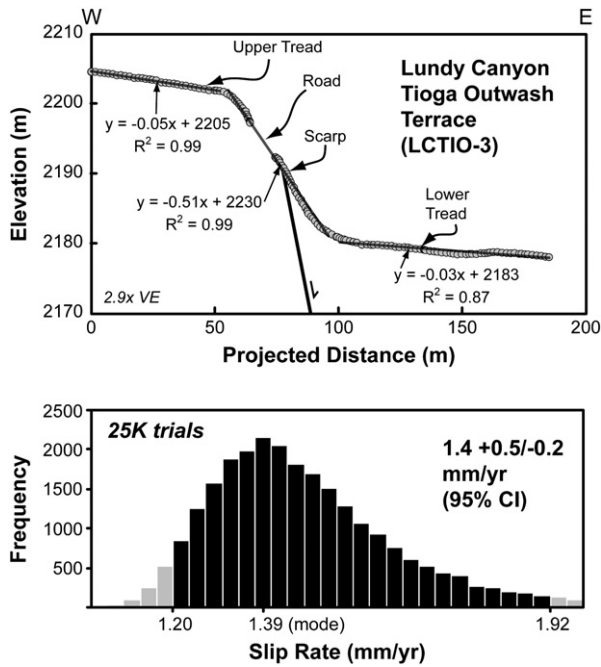 W
E
2210
2200
2190
2180
2170
Elevation (m)
Upper Tread
Road
Scarp
Lundy Canyon
Tioga Outwash
Terrace
(LCTIO-3)
y = -0.05x + 2205
R² = 0.99
y = -0.51x + 2230
R² = 0.99
Lower
Tread
y = -0.03x + 2183
R² = 0.87
2.9x VE
0 50 100 150 200
Projected Distance (m)
2500
2000
1500
1000
500
Frequency
25K trials
1.4 +0.5/-0.2
mm/yr
(95% CI)
1.20 1.39 (mode) 1.92
Slip Rate (mm/yr)